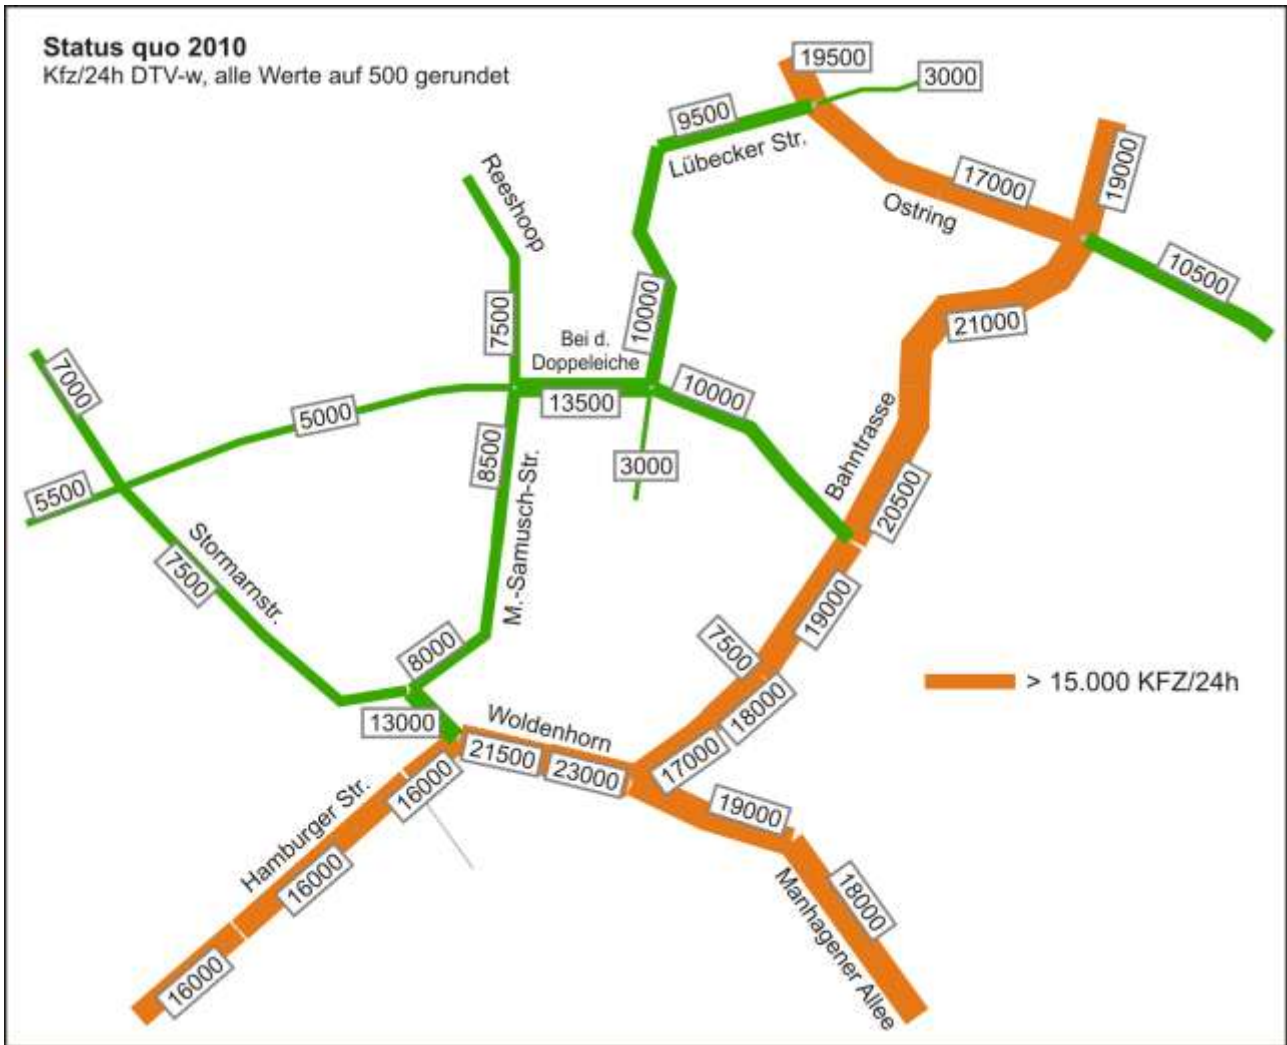 Status quo 2010
Kfz/24h DTV-w, alle Werte auf 500 gerundet
19500
3000
9500
Lübecker Str.
19000
17000
Ostring
Reeshoop
10500
7500
10000
21000
Bei d.
Doppeleiche
7000
10000
5000
13500
Bahntrasse
8500
3000
5500
20500
M.-Samusch-Str.
Stormarnstr.
7500
19000
8000
7500
> 15.000 KFZ/24h
18000
13000
Woldenhorn
21500
23000
17000
16000
19000
Hamburger Str.
16000
18000
Manhagener Allee
16000